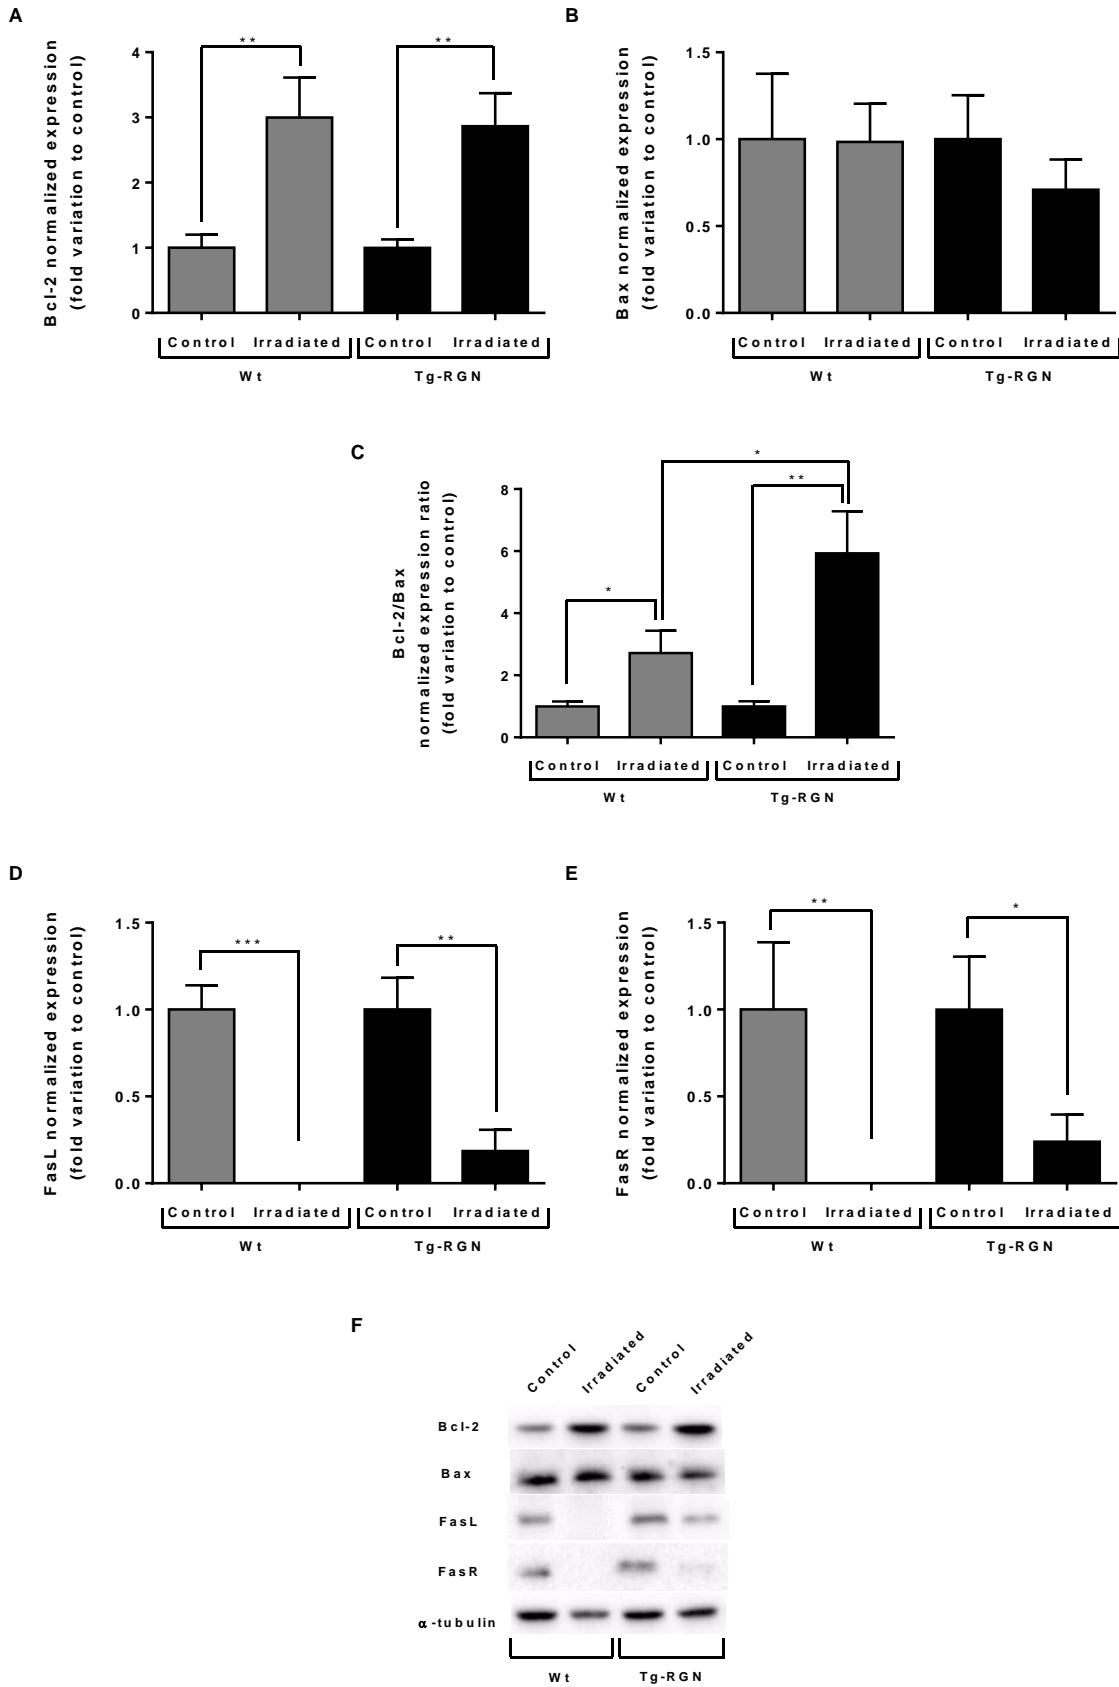 A
Bcl-2 normalized expression
(fold variation to control)
4
3
2
1
0
**
**
Control Irradiated Control Irradiated
Wt Tg-RGN
B
Bax normalized expression
(fold variation to control)
1.5
1.0
0.5
0.0
Control Irradiated Control Irradiated
Wt Tg-RGN
C
Bcl-2/Bax
normalized expression ratio
(fold variation to control)
8
6
4
2
0
*
**
*
Control Irradiated Control Irradiated
Wt Tg-RGN
D
FasL normalized expression
(fold variation to control)
1.5
1.0
0.5
0.0
***
**
Control Irradiated Control Irradiated
Wt Tg-RGN
E
FasR normalized expression
(fold variation to control)
1.5
1.0
0.5
0.0
**
*
Control Irradiated Control Irradiated
Wt Tg-RGN
F
Control Irradiated Control Irradiated
Bcl-2
Bax
FasL
FasR
α-tubulin
Wt Tg-RGN